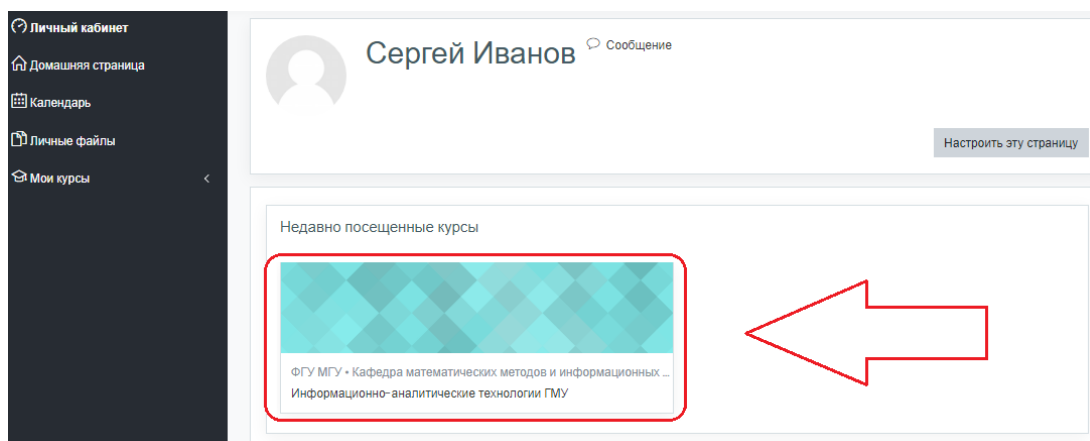 Личный кабинет
Домашняя страница
Календарь
Личные файлы
Мои курсы
Сергей Иванов
Сообщение
Настроить эту страницу
Недавно посещенные курсы
ФГУ МГУ • Кафедра математических методов и информационных ...
Информационно-аналитические технологии ГМУ